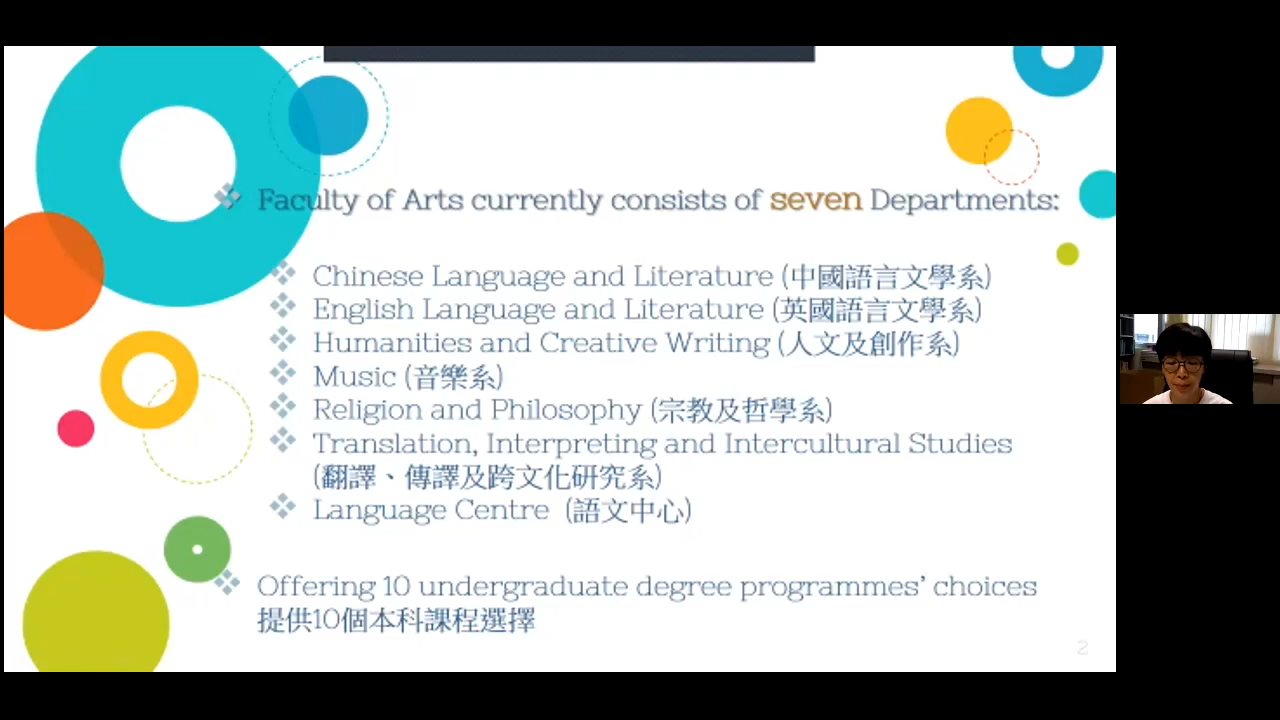 Faculty of Arts currently consists of seven Departments:
Chinese Language and Literature (中國語言文學系)
English Language and Literature (英國語言文學系)
Humanities and Creative Writing (人文及創作系)
Music (音樂系)
Religion and Philosophy (宗教及哲學系)
Translation, Interpreting and Intercultural Studies
(翻譯、傳譯及跨文化研究系)
Language Centre (語文中心)
Offering 10 undergraduate degree programmes’ choices
提供10個本科課程選擇
2